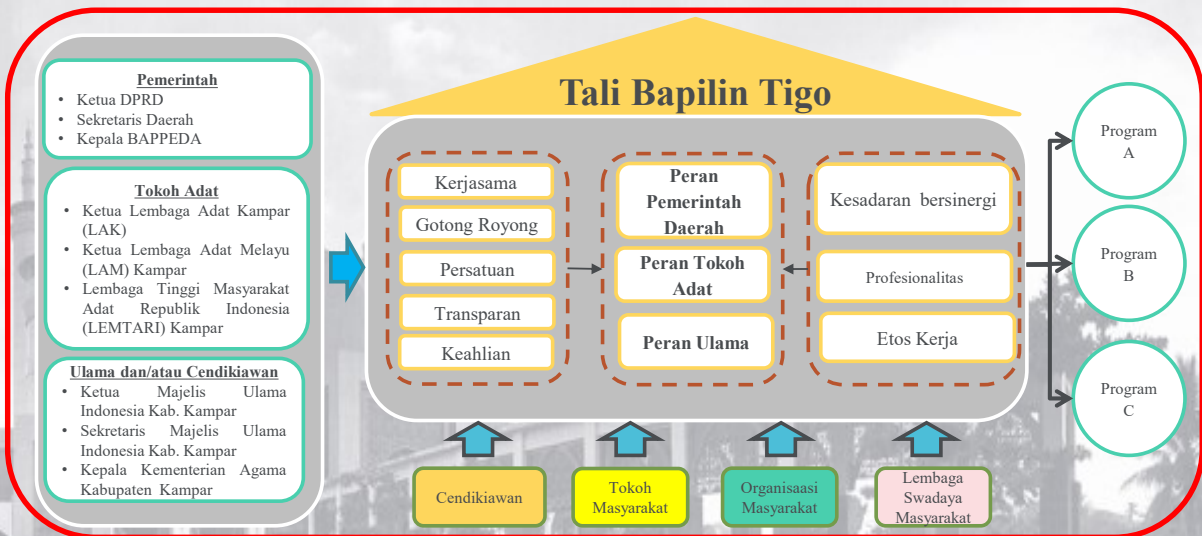 Tali Bapilin Tigo
Pemerintah
• Ketua DPRD
• Sekretaris Daerah
• Kepala BAPPEDA
Tokoh Adat
• Ketua Lembaga Adat Kampar
(LAK)
• Ketua Lembaga Adat Melayu
(LAM) Kampar
• Lembaga Tinggi Masyarakat
Adat Republik Indonesia
(LEMTARI) Kampar
Ulama dan/atau Cendikiawan
• Ketua Majelis Ulama
Indonesia Kab. Kampar
• Sekretaris Majelis Ulama
Indonesia Kab. Kampar
• Kepala Kementerian Agama
Kabupaten Kampar
Kerjasama
Gotong Royong
Persatuan
Transparan
Keahlian
Peran
Pemerintah
Daerah
Peran Tokoh
Adat
Peran Ulama
Kesadaran bersinergi
Profesionalitas
Etos Kerja
Program
A
Program
B
Program
C
Cendikiawan
Tokoh
Masyarakat
Organisaasi
Masyarakat
Lembaga
Swadaya
Masyarakat